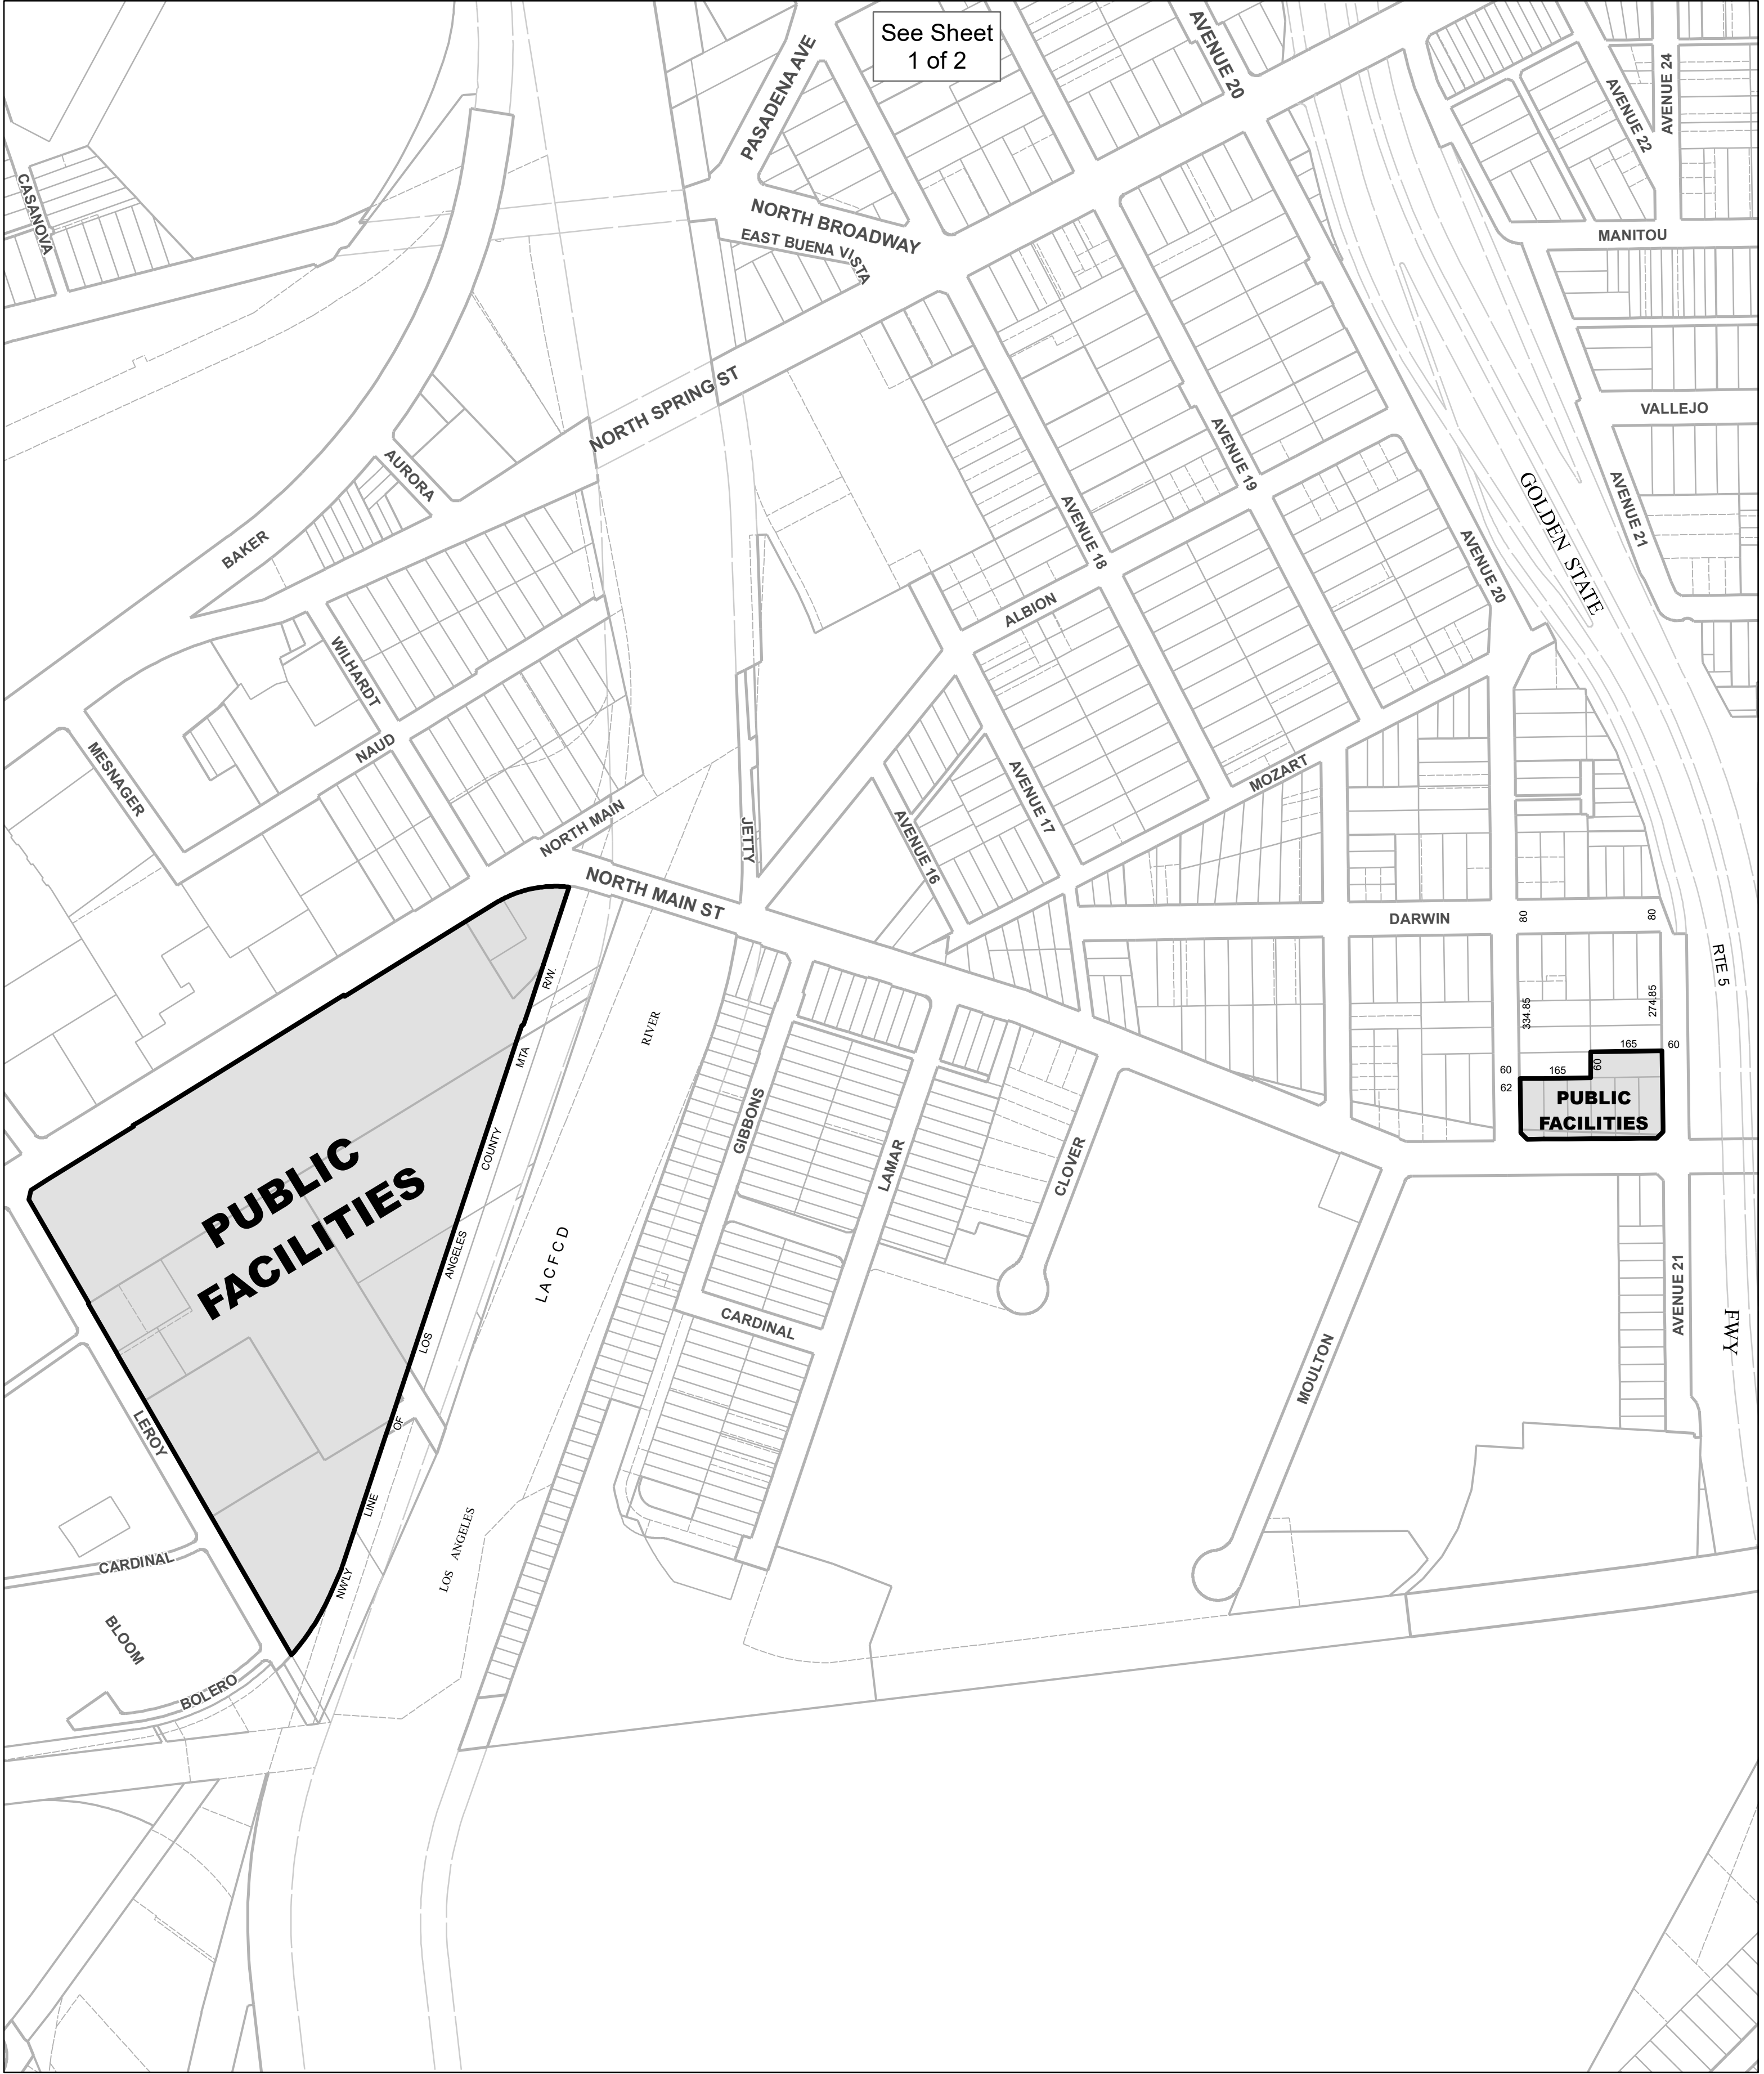 See Sheet
1 of 2
PASADENA AVE
AVENUE 20
AVENUE 22
AVENUE 24
CASANOVA
NORTH BROADWAY
EAST BUENA VISTA
MANITOU
NORTH SPRING ST
VALLEJO
AURORA
AVENUE 19
AVENUE 18
AVENUE 20
GOLDEN STATE
AVENUE 21
BAKER
ALBION
WILHARDT
NAUD
MESNAGER
MOZART
AVENUE 17
AVENUE 16
JETTY
NORTH MAIN
NORTH MAIN ST
DARWIN
80
80
RTE 5
R/W.
RIVER
MTA
334.85
274.85
165
60
60
165
60
62
PUBLIC
FACILITIES
GIBBONS
LAMAR
CLOVER
COUNTY
PUBLIC
FACILITIES
ANGELES
LACFCD
CARDINAL
AVENUE 21
FWY
LOS
MOULTON
LEROY
OF
LINE
LOS ANGELES
CARDINAL
NWLY
BLOOM
BOLERO